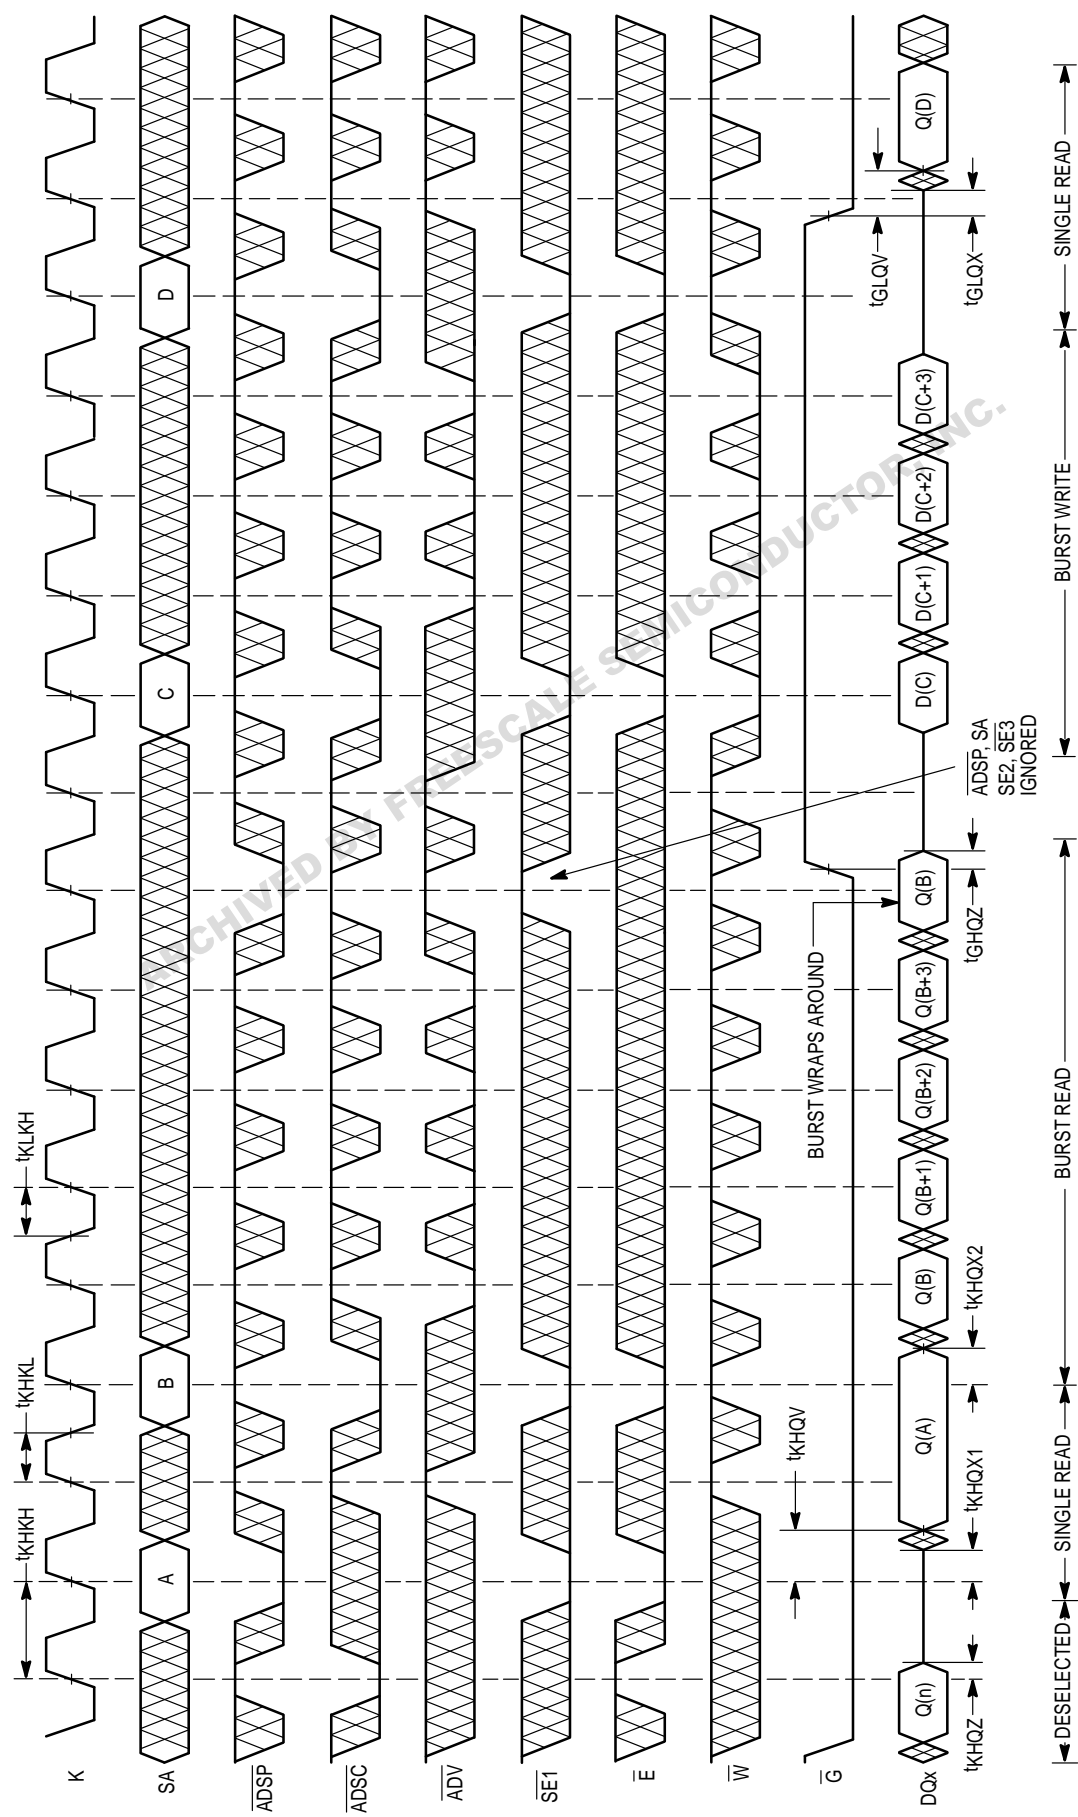 tKHKH
tKHKL
tKLKH
K
SA
A
B
C
D
ADSP
ADSC
ADV
SE1
E
W
tKHQV
BURST WRAPS AROUND
G
tGLQV
DQx
Q(n)
Q(A)
Q(B)
Q(B+1)
Q(B+2)
Q(B+3)
Q(B)
D(C)
D(C+1)
D(C+2)
D(C+3)
Q(D)
tKHQZ
tKHQX1
tKHQX2
tGHQZ
ADSP, SA
SE2, SE3
IGNORED
tGLQX
DESELECTED
SINGLE READ
BURST READ
BURST WRITE
SINGLE READ
ARCHIVED BY FREESCALE SEMICONDUCTOR, INC.